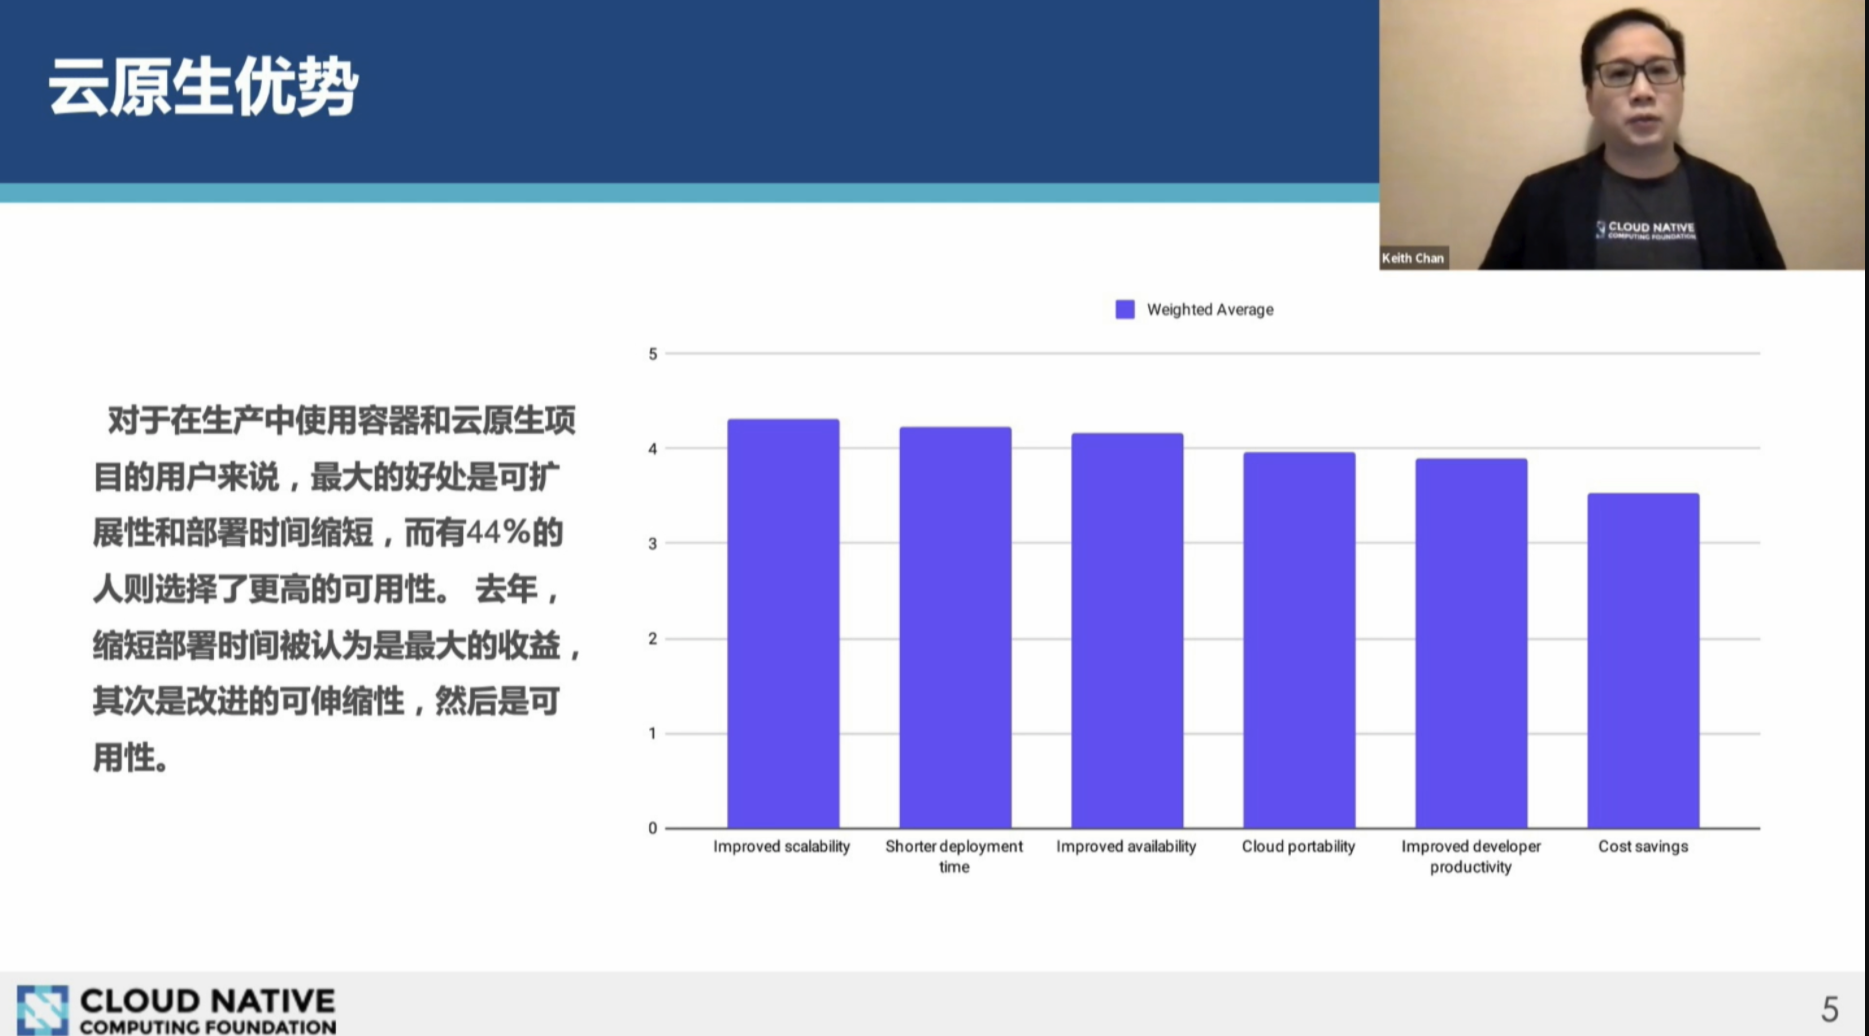 云原生优势
CLOUD NATIVE
COMPUTING FOUNDATION
Keith Chan
对于在生产中使用容器和云原生项
目的用户来说，最大的好处是可扩
展性和部署时间缩短，而有44%的
人则选择了更高的可用性。 去年，
缩短部署时间被认为是最大的收益，
其次是改进的可伸缩性，然后是可
用性。
Weighted Average
5
4
3
2
1
0
Improved scalability
Shorter deployment
time
Improved availability
Cloud portability
Improved developer
productivity
Cost savings
CLOUD NATIVE
COMPUTING FOUNDATION
5